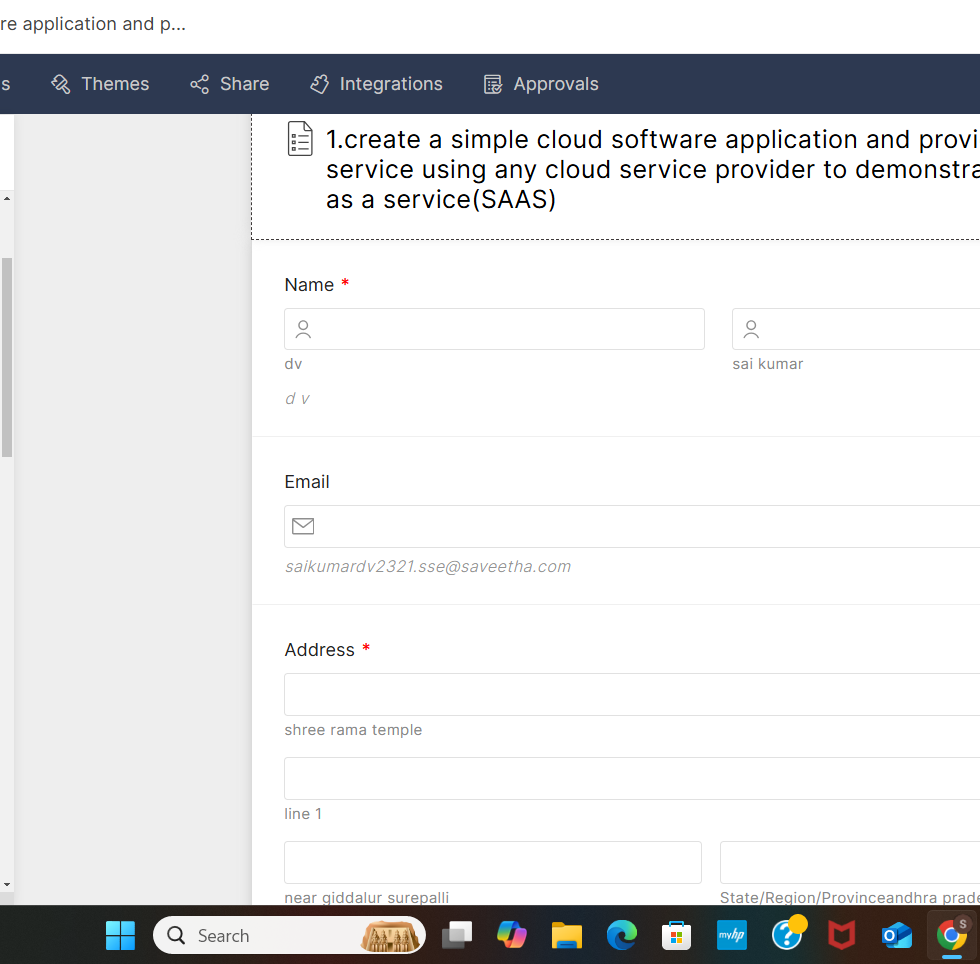 re application and p...
s Themes Share Integrations Approvals
1.create a simple cloud software application and provi
service using any cloud service provider to demonstra
as a service(SAAS)
Name *
dv sai kumar
d v
Email
saikumardv2321.sse@saveetha.com
Address *
shree rama temple
line 1
near giddalur surepalli State/Region/Provinceandhra prade
Search myhp ? O S